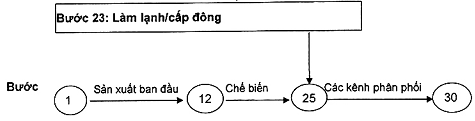 Bước 23: Làm lạnh/cấp đông
Bước
Sản xuất ban đầu
Chế biến
Các kênh phân phối
1
12
25
30